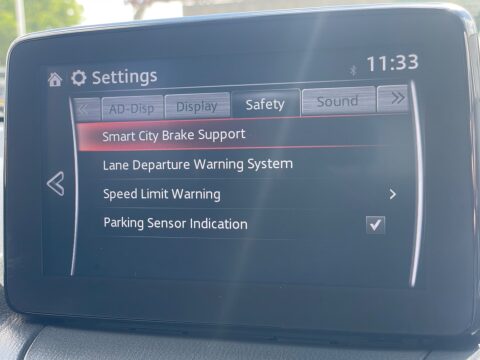 Settings
11:33
AD-Disp
Display
Safety
Sound
Smart City Brake Support
Lane Departure Warning System
Speed Limit Warning
Parking Sensor Indication